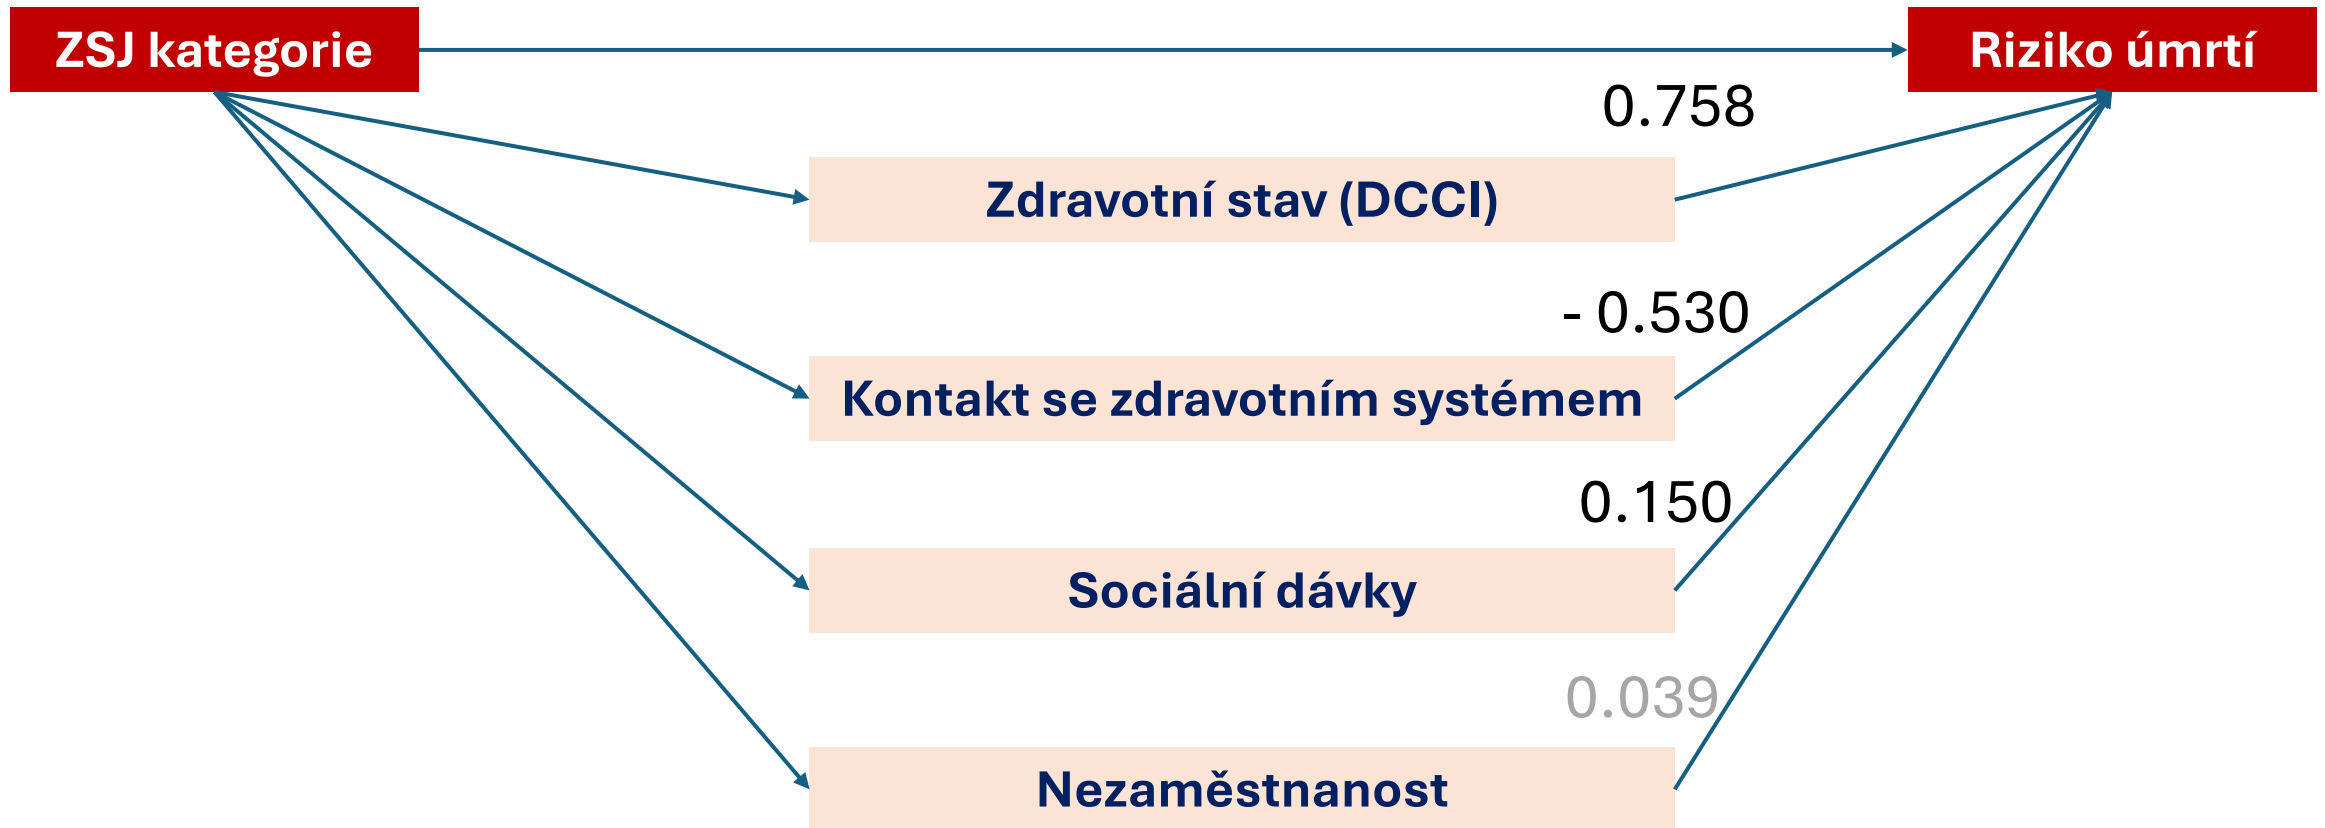 ZSJ kategorie
Riziko úmrtí
0.758
Zdravotní stav (DCCI)
- 0.530
Kontakt se zdravotním systémem
0.150
Sociální dávky
0.039
Nezaměstnanost